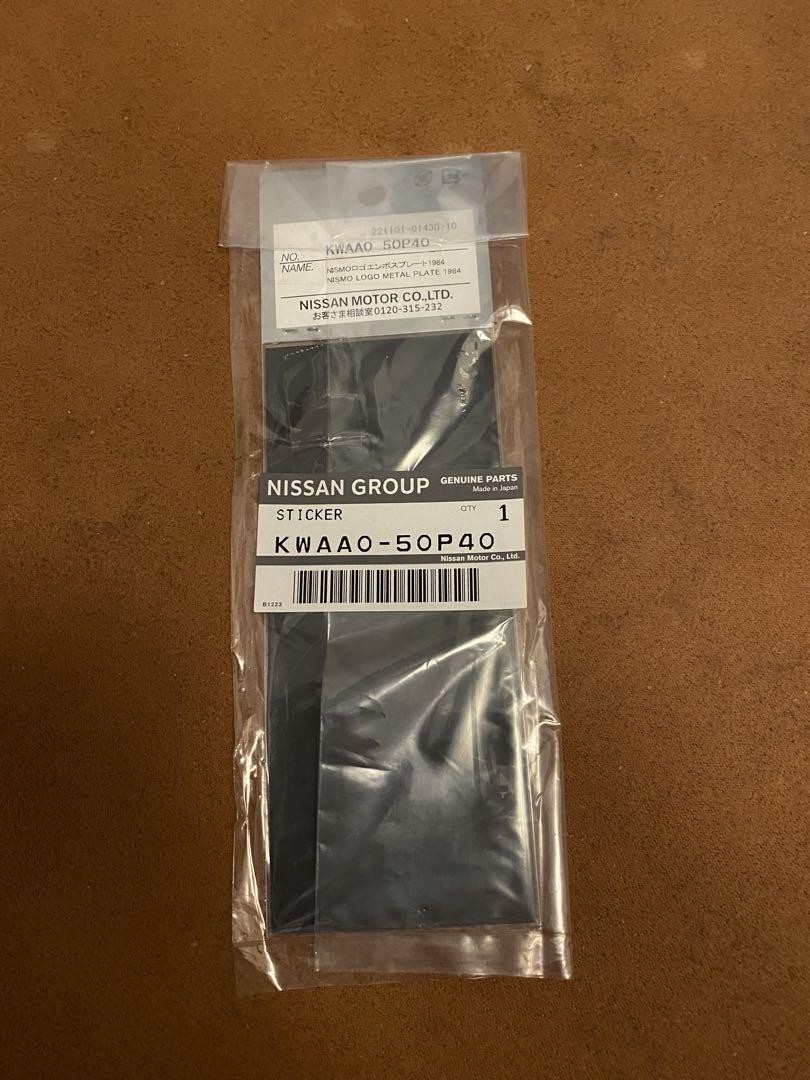 221101-01430-10
NO. KWAA0 50P40
NAME. NISMOロゴエンボスプレート1984
NISMO LOGO METAL PLATE 1984
NISSAN MOTOR CO.,LTD.
お客さま相談室0120-315-232
NISSAN GROUP GENUINE PARTS
Made in Japan
STICKER Q'TY 1
KWAA0-50P40
Nissan Motor Co., Ltd.
B1223